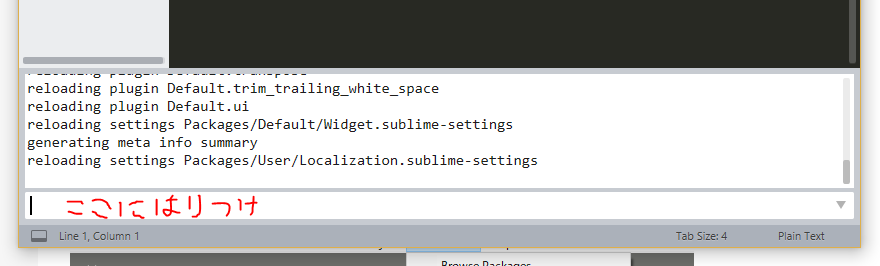 reloading plugin Default.transpose
reloading plugin Default.trim_trailing_white_space
reloading plugin Default.ui
reloading settings Packages/Default/Widget.sublime-settings
generating meta info summary
reloading settings Packages/User/Localization.sublime-settings
ここにはりつけ
Line 1, Column 1 Tab Size: 4 Plain Text
Browse Packages